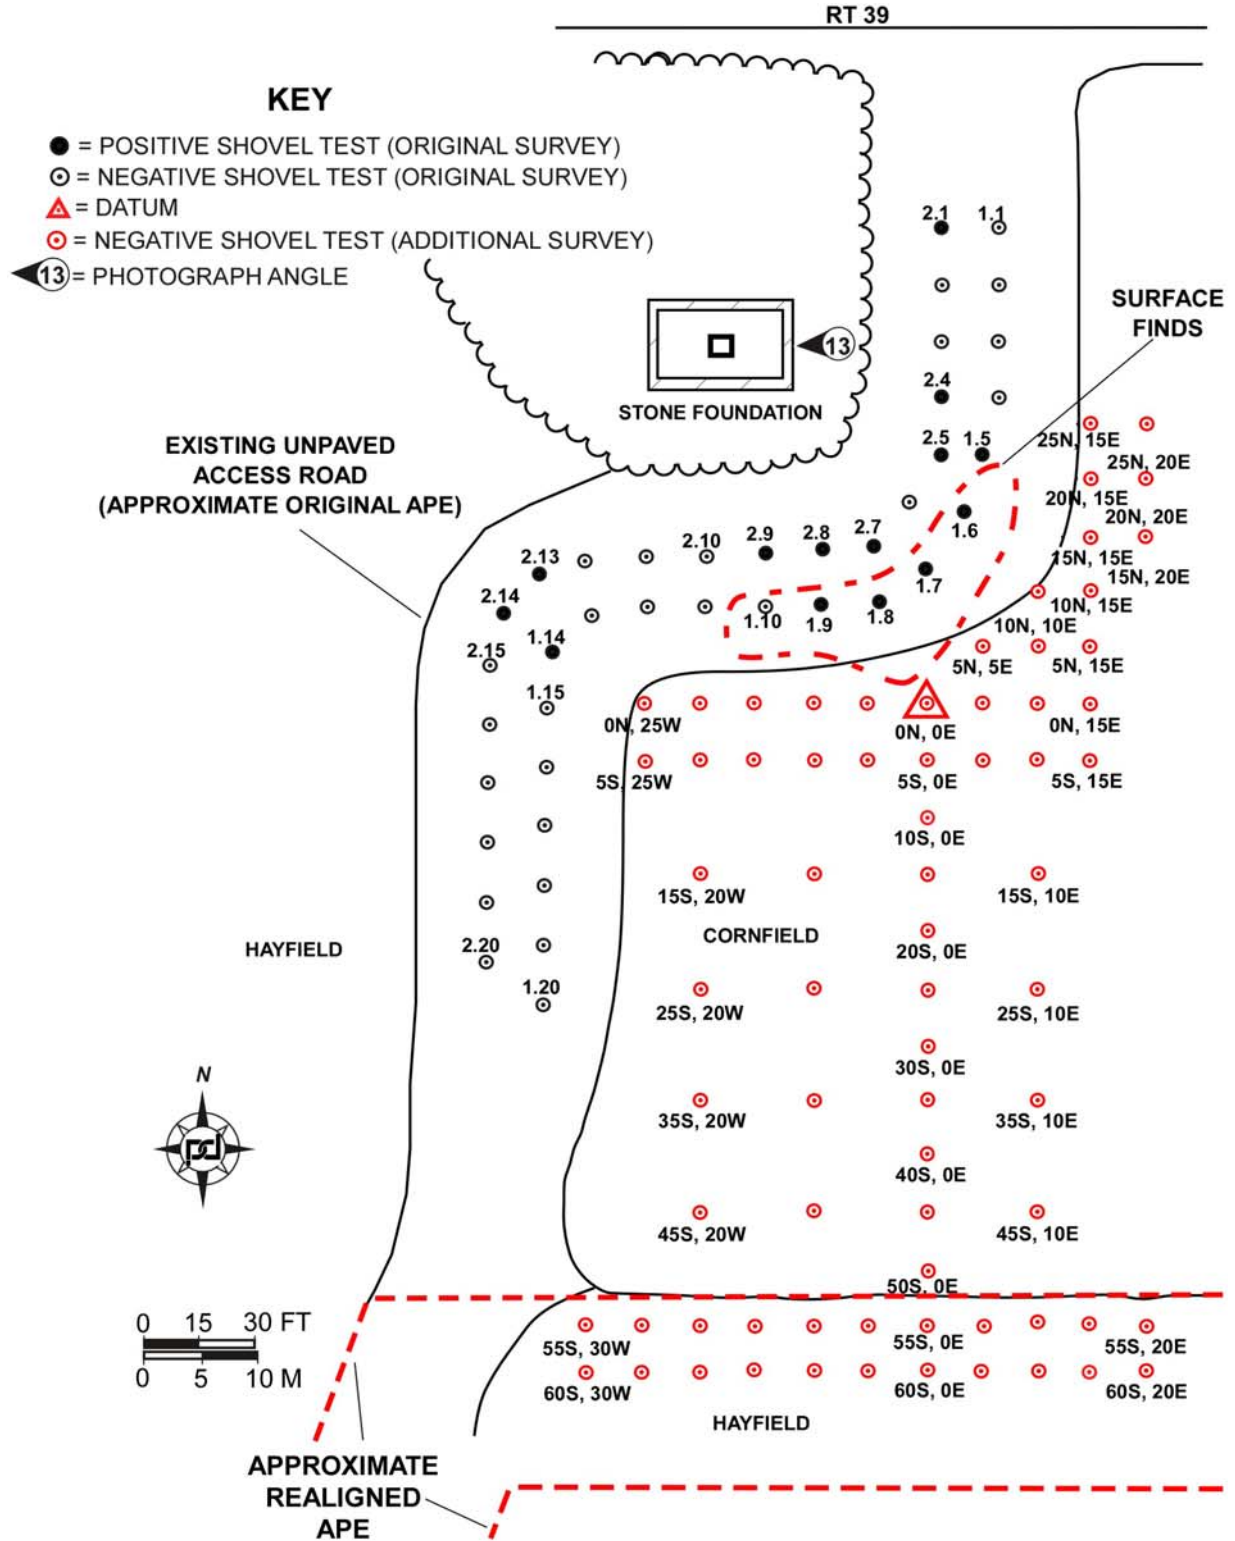 RT 39
KEY
= POSITIVE SHOVEL TEST (ORIGINAL SURVEY)
= NEGATIVE SHOVEL TEST (ORIGINAL SURVEY)
= DATUM
= NEGATIVE SHOVEL TEST (ADDITIONAL SURVEY)
13 = PHOTOGRAPH ANGLE
2.1 1.1
SURFACE
FINDS
13
2.4
STONE FOUNDATION
EXISTING UNPAVED
ACCESS ROAD
(APPROXIMATE ORIGINAL APE)
2.5 1.5
25N, 15E
25N, 20E
20N, 15E
20N, 20E
1.6
2.13 2.10 2.9 2.8 2.7
15N, 15E
15N, 20E
1.7
2.14
10N, 15E
1.10 1.9 1.8
10N, 10E
2.15 1.14
5N, 5E 5N, 15E
1.15
0N, 25W 0N, 0E 0N, 15E
5S, 25W 5S, 0E 5S, 15E
10S, 0E
15S, 20W 15S, 10E
HAYFIELD
CORNFIELD
2.20
20S, 0E
1.20
25S, 20W 25S, 10E
30S, 0E
N
pd
35S, 20W 35S, 10E
40S, 0E
45S, 20W 45S, 10E
50S, 0E
0 15 30 FT
0 5 10 M
55S, 30W 55S, 0E 55S, 20E
60S, 30W 60S, 0E 60S, 20E
HAYFIELD
APPROXIMATE
REALIGNED
APE